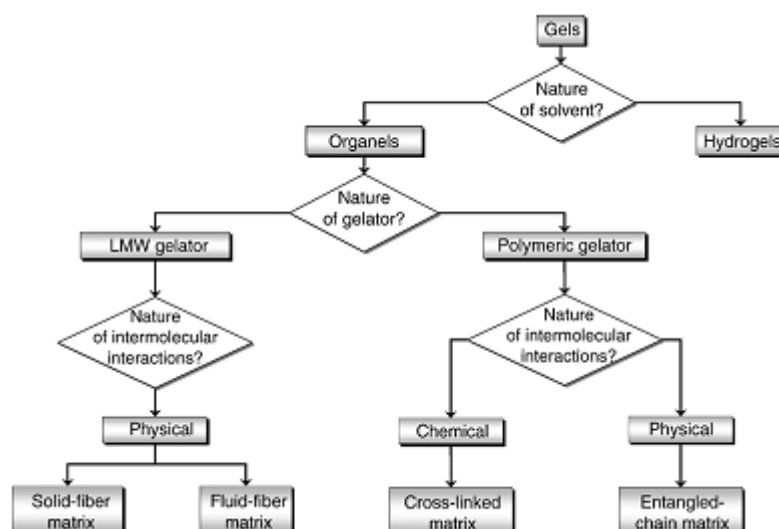 Gels
Nature
of solvent?
Organels
Hydrogels
Nature
of gelator?
LMW gelator
Polymeric gelator
Nature
of intermolecular
interactions?
Nature
of intermolecular
interactions?
Physical
Chemical
Physical
Solid-fiber
matrix
Fluid-fiber
matrix
Cross-linked
matrix
Entangled-
chain matrix